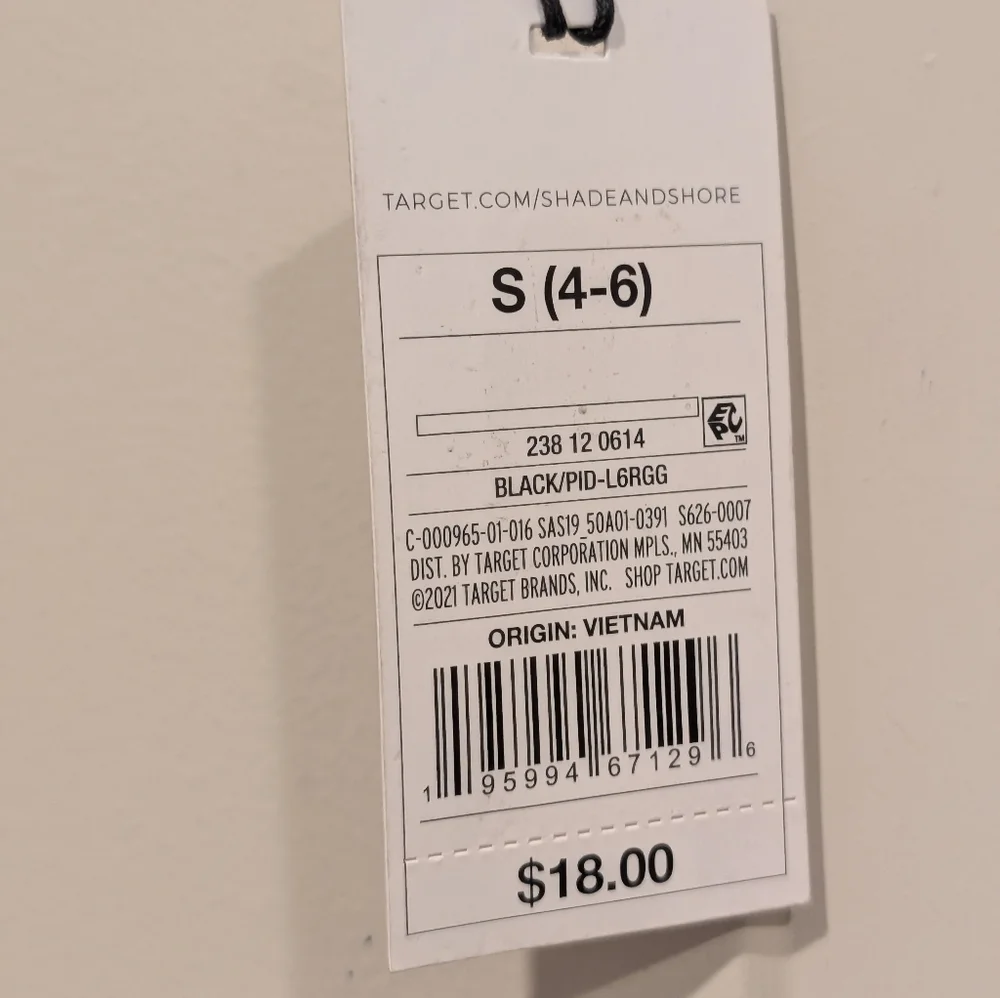 TARGET.COM/SHADEANDSHORE
S (4-6)
EPC™
238 12 0614
BLACK/PID-L6RGG
C-000965-01-016 SAS19_50A01-0391 S626-0007
DIST. BY TARGET CORPORATION MPLS., MN 55403
©2021 TARGET BRANDS, INC. SHOP TARGET.COM
ORIGIN: VIETNAM
1 95994 67129 6
$18.00